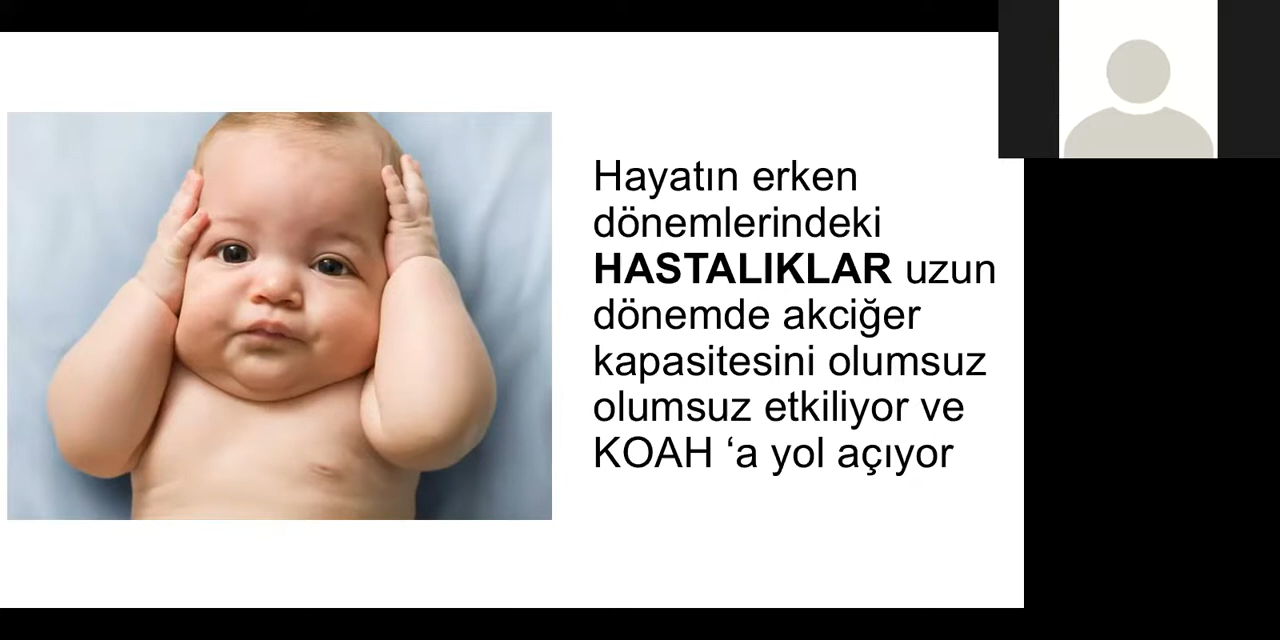 Hayatın erken
dönemlerindeki
HASTALIKLAR uzun
dönemde akciğer
kapasitesini olumsuz
olumsuz etkiliyor ve
KOAH ‘a yol açıyor